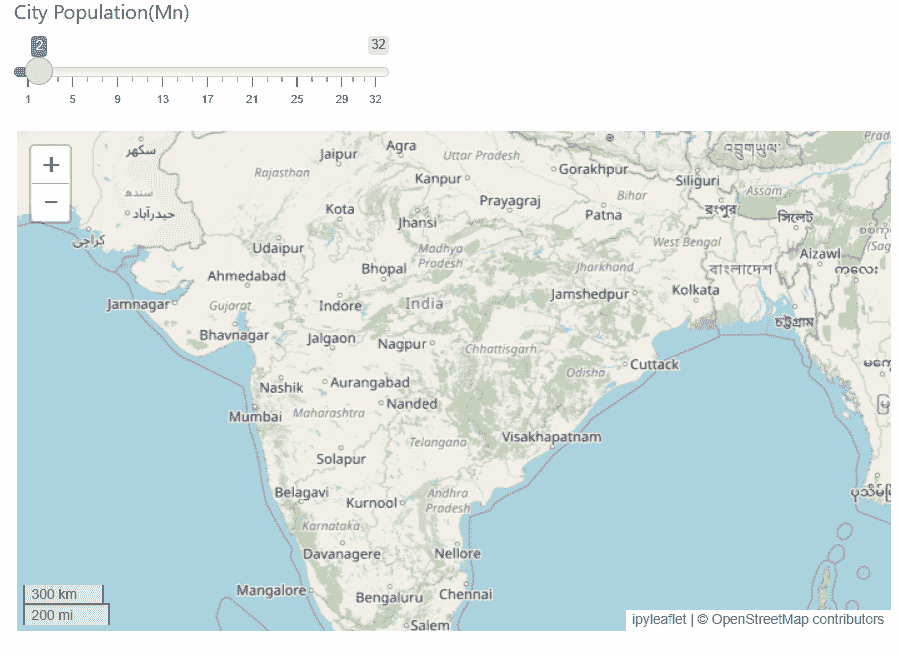 City Population(Mn)
2
32
1 5 9 13 17 21 25 29 32
+
−
سکھر
Jaipur
Agra
Uttar Pradesh
Rajasthan
Kanpur
Gorakhpur
Siliguri
Assam
سندھ
حیدرآباد
Kota
Jhansi
Prayagraj
Bihar
Patna
রংপুর
সিলেট
کراچی
Udaipur
Madhya
Pradesh
West Bengal
Aizawl
Ahmedabad
Bhopal
Jharkhand
বাংলাদেশ
ကလေး
Jamnagar
Gujarat
Indore
India
Jamshedpur
Kolkata
Bhavnagar
Jalgaon
Nagpur
Chhattisgarh
চট্টগ্রাম
Odisha
Cuttack
Nashik
Aurangabad
Nanded
Mumbai
Maharashtra
Telangana
Visakhapatnam
Solapur
Belagavi
Kurnool
Andhra
Pradesh
Karnataka
Davanagere
Nellore
Mangalore
Bengaluru
Chennai
Salem
300 km
200 mi
ipyleaflet | © OpenStreetMap contributors